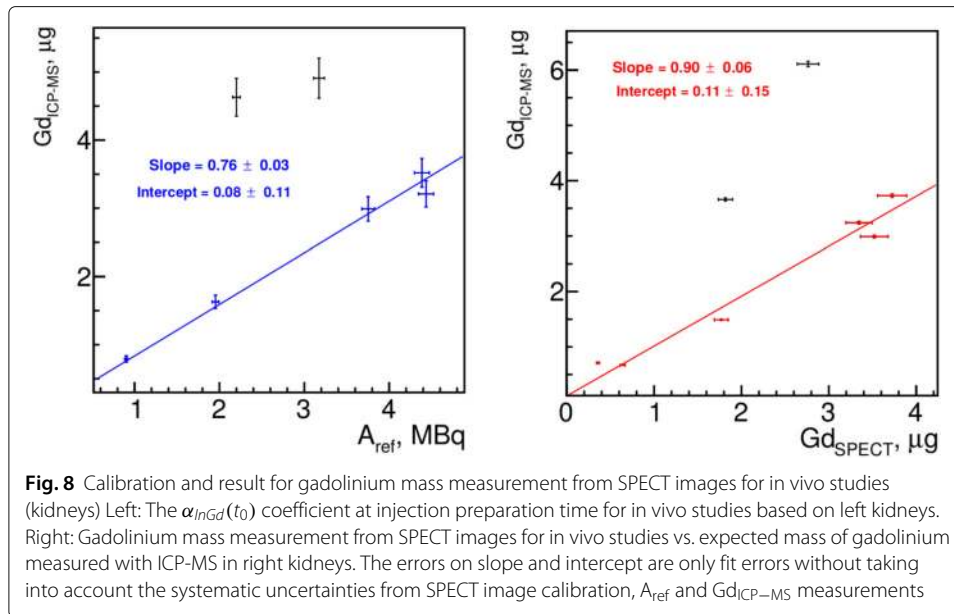 Gd_ICP-MS, µg
4
2
Slope = 0.76 ± 0.03
Intercept = 0.08 ± 0.11
1 2 3 4
A_ref, MBq
Gd_ICP-MS, µg
6
4
2
Slope = 0.90 ± 0.06
Intercept = 0.11 ± 0.15
0 1 2 3 4
Gd_SPECT, µg
Fig. 8 Calibration and result for gadolinium mass measurement from SPECT images for in vivo studies
(kidneys) Left: The α_InGd(t_0) coefficient at injection preparation time for in vivo studies based on left kidneys.
Right: Gadolinium mass measurement from SPECT images for in vivo studies vs. expected mass of gadolinium
measured with ICP-MS in right kidneys. The errors on slope and intercept are only fit errors without taking
into account the systematic uncertainties from SPECT image calibration, A_ref and Gd_ICP–MS measurements